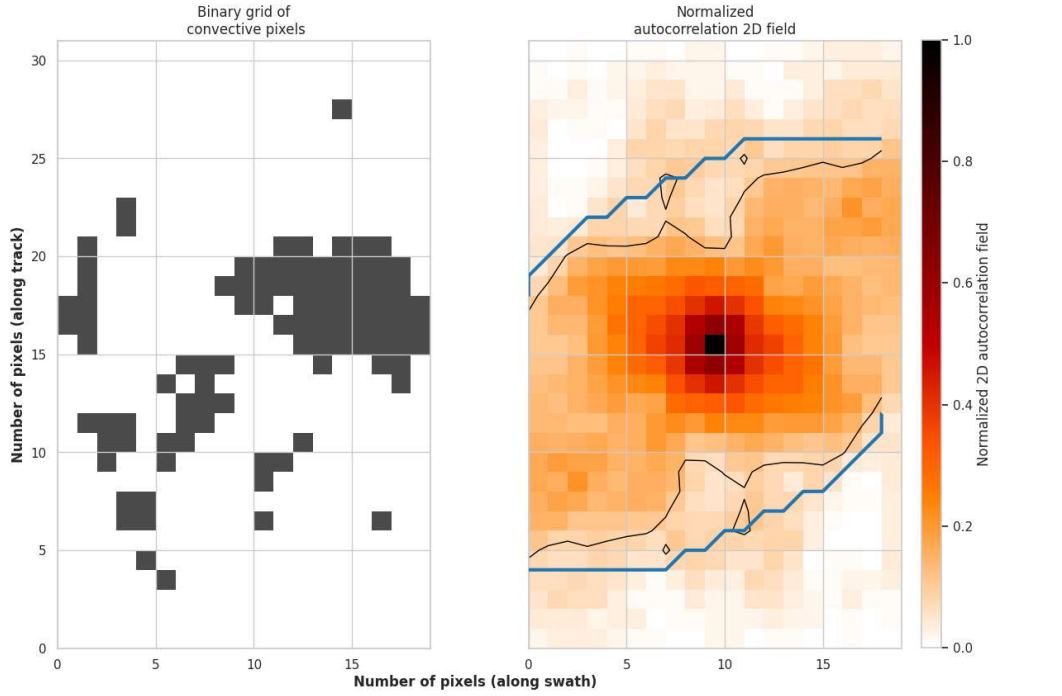 Binary grid of
convective pixels
Normalized
autocorrelation 2D field
Number of pixels (along track)
30
25
20
15
10
5
0
0 5 10 15
0 5 10 15
Number of pixels (along swath)
1.0
0.8
0.6
0.4
0.2
0.0
Normalized 2D autocorrelation field